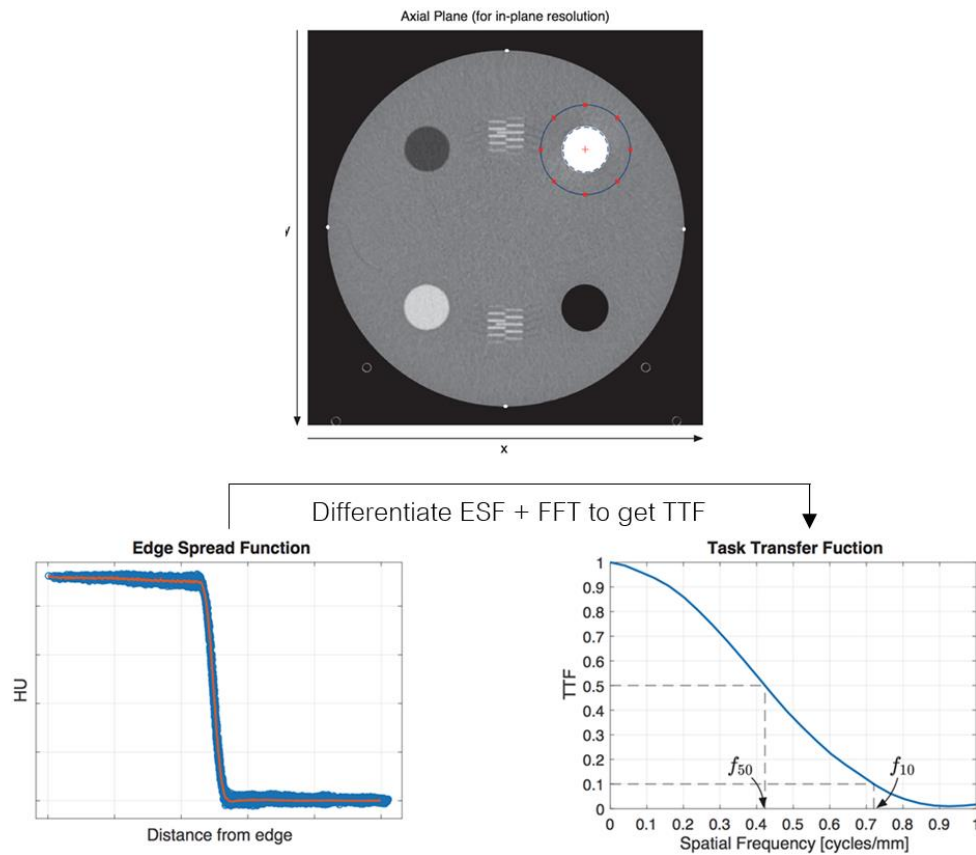 Axial Plane (for in-plane resolution)
x
Differentiate ESF + FFT to get TTF
Edge Spread Function
HU
Distance from edge
Task Transfer Fuction
TTF
1
0.9
0.8
0.7
0.6
0.5
0.4
0.3
0.2
0.1
0
f50
f10
0 0.1 0.2 0.3 0.4 0.5 0.6 0.7 0.8 0.9 1
Spatial Frequency [cycles/mm]